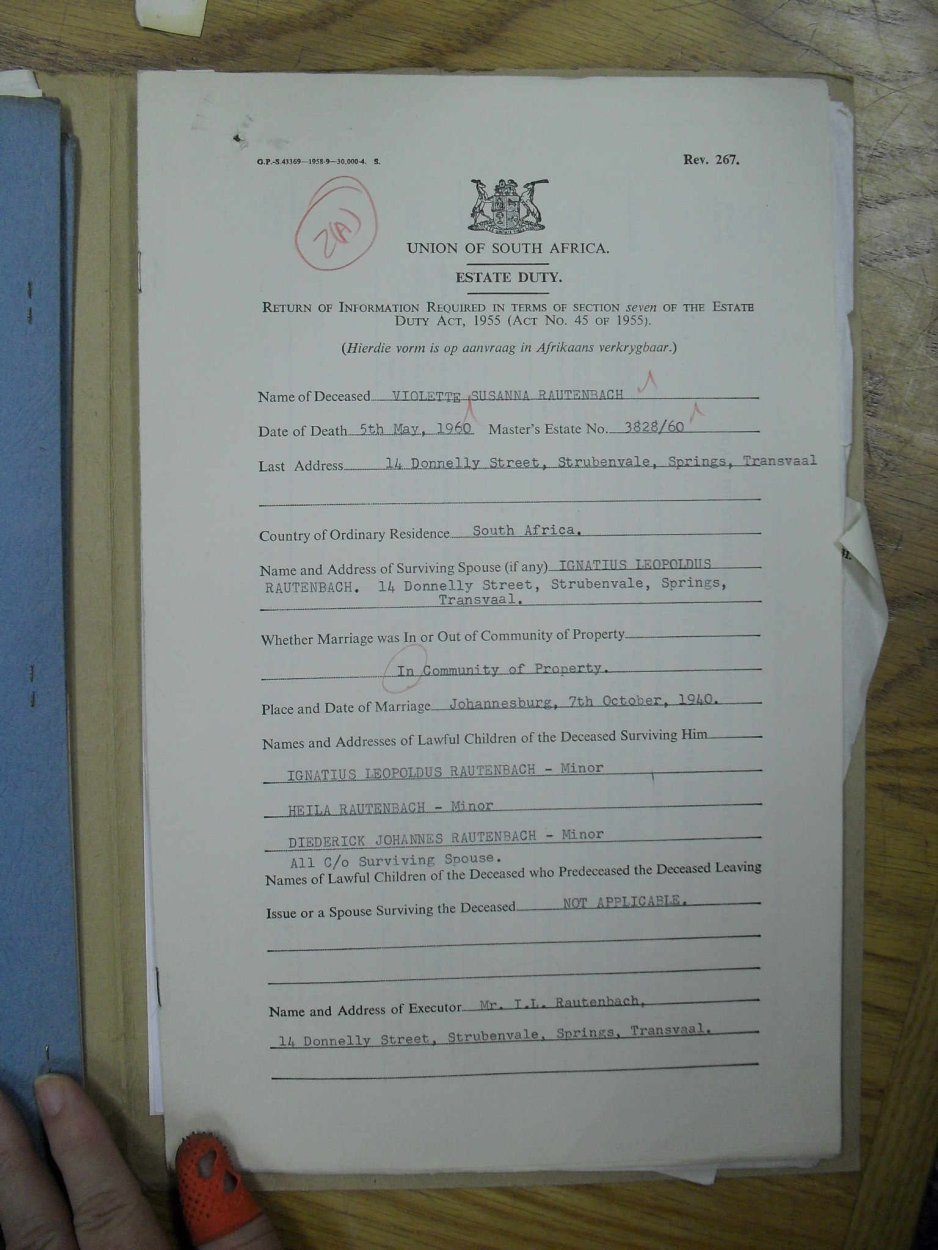 G.P.-S.43369—1958-9—30,000-4. S.
Rev. 267.
2(A)
UNION OF SOUTH AFRICA.
ESTATE DUTY.
RETURN OF INFORMATION REQUIRED IN TERMS OF SECTION seven OF THE ESTATE
DUTY ACT, 1955 (ACT No. 45 OF 1955).
(Hierdie vorm is op aanvraag in Afrikaans verkrygbaar.)
Name of Deceased VIOLETTE SUSANNA RAUTENBACH
Date of Death 5th May, 1960 Master's Estate No. 3828/60
Last Address 14 Donnelly Street, Strubenvale, Springs, Transvaal
Country of Ordinary Residence South Africa.
Name and Address of Surviving Spouse (if any) IGNATIUS LEOPOLDUS
RAUTENBACH. 14 Donnelly Street, Strubenvale, Springs,
Transvaal.
Whether Marriage was In or Out of Community of Property
In Community of Property.
Place and Date of Marriage Johannesburg, 7th October, 1940.
Names and Addresses of Lawful Children of the Deceased Surviving Him
IGNATIUS LEOPOLDUS RAUTENBACH - Minor
HEILA RAUTENBACH - Minor
DIEDERICK JOHANNES RAUTENBACH - Minor
All C/o Surviving Spouse.
Names of Lawful Children of the Deceased who Predeceased the Deceased Leaving
Issue or a Spouse Surviving the Deceased NOT APPLICABLE.
Name and Address of Executor Mr. I.L. Rautenbach,
14 Donnelly Street, Strubenvale, Springs, Transvaal.